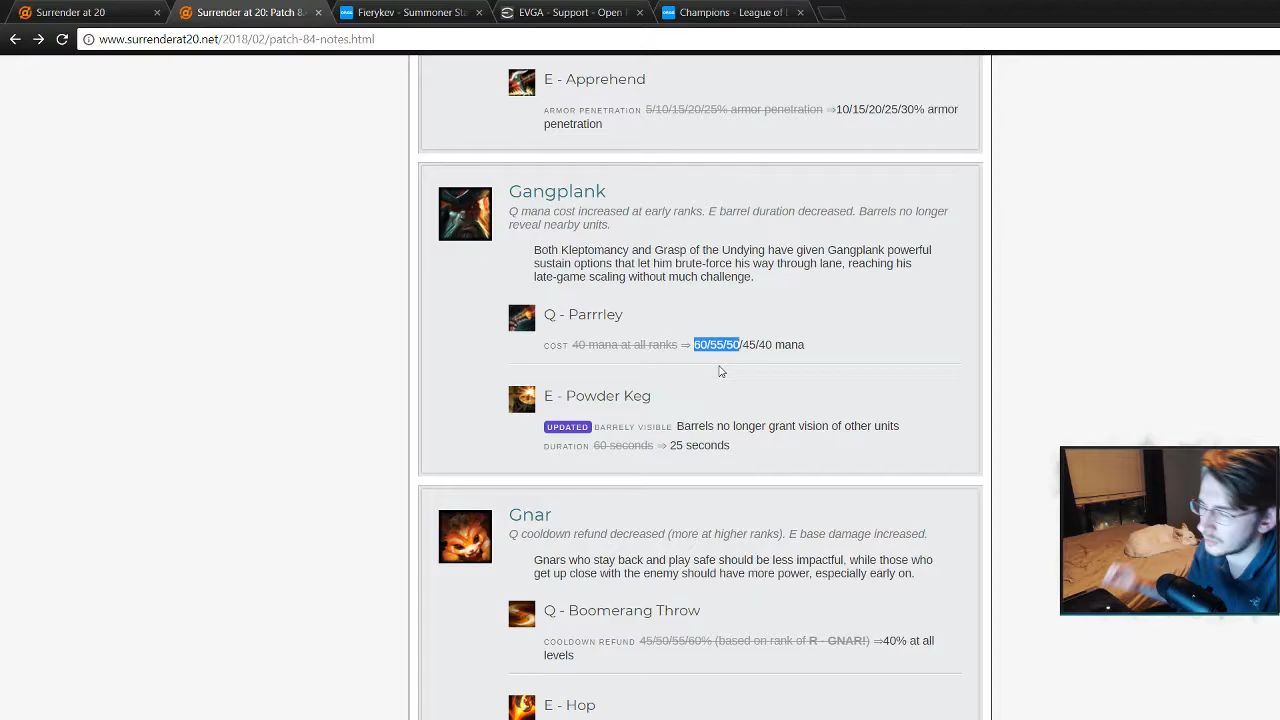 Surrender at 20
Surrender at 20: Patch 8.
Fierykev - Summoner Sta
EVGA - Support - Open
Champions - League of L
www.surrenderat20.net/2018/02/patch-84-notes.html
E - Apprehend
ARMOR PENETRATION 5/10/15/20/25% armor penetration ⇒10/15/20/25/30% armor
penetration
Gangplank
Q mana cost increased at early ranks. E barrel duration decreased. Barrels no longer
reveal nearby units.
Both Kleptomancy and Grasp of the Undying have given Gangplank powerful
sustain options that let him brute-force his way through lane, reaching his
late-game scaling without much challenge.
Q - Parrrley
COST 40 mana at all ranks ⇒ 60/55/50/45/40 mana
E - Powder Keg
UPDATED BARRELY VISIBLE Barrels no longer grant vision of other units
DURATION 60 seconds ⇒ 25 seconds
Gnar
Q cooldown refund decreased (more at higher ranks). E base damage increased.
Gnars who stay back and play safe should be less impactful, while those who
get up close with the enemy should have more power, especially early on.
Q - Boomerang Throw
COOLDOWN REFUND 45/50/55/60% (based on rank of R - GNAR!) ⇒40% at all
levels
E - Hop